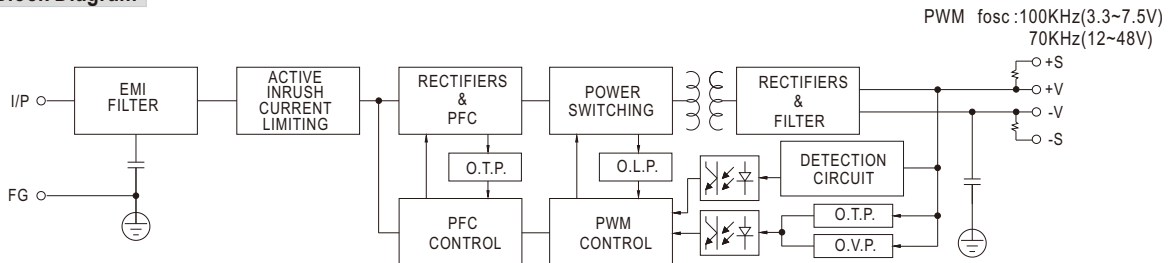 PWM fosc :100KHz(3.3~7.5V)
70KHz(12~48V)
I/P
EMI
FILTER
ACTIVE
INRUSH
CURRENT
LIMITING
RECTIFIERS
&
PFC
POWER
SWITCHING
RECTIFIERS
&
FILTER
+S
+V
-V
-S
O.T.P.
O.L.P.
DETECTION
CIRCUIT
FG
PFC
CONTROL
PWM
CONTROL
O.T.P.
O.V.P.